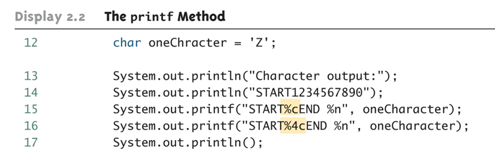 Display 2.2 The printf Method
12 char oneChracter = 'Z';
13 System.out.println("Character output:");
14 System.out.println("START1234567890");
15 System.out.printf("START%cEND %n", oneCharacter);
16 System.out.printf("START%4cEND %n", oneCharacter);
17 System.out.println();